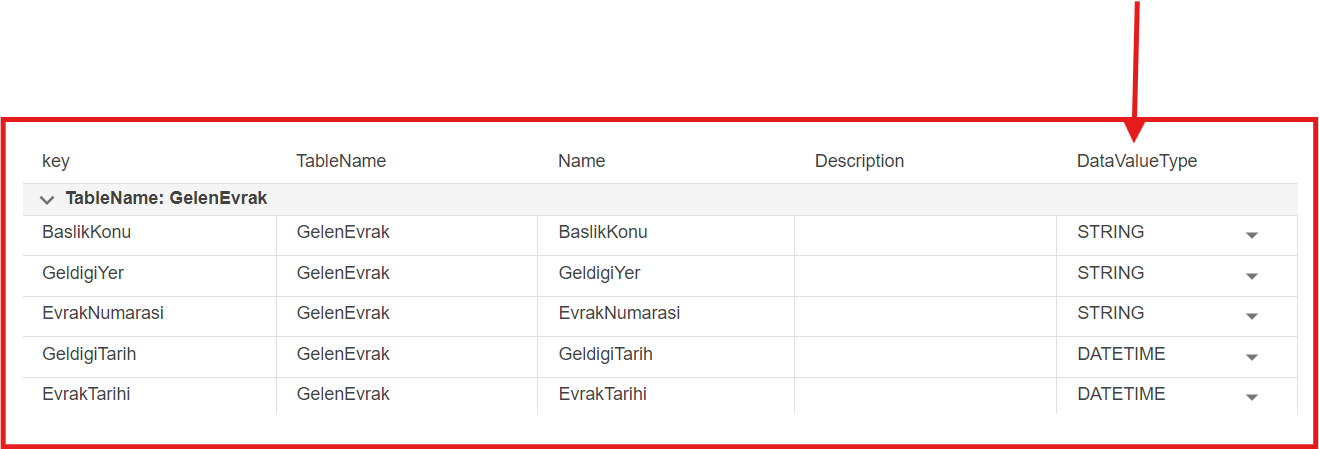 key TableName Name Description DataValueType
TableName: GelenEvrak
BaslikKonu GelenEvrak BaslikKonu STRING
GeldigiYer GelenEvrak GeldigiYer STRING
EvrakNumarasi GelenEvrak EvrakNumarasi STRING
GeldigiTarih GelenEvrak GeldigiTarih DATETIME
EvrakTarihi GelenEvrak EvrakTarihi DATETIME